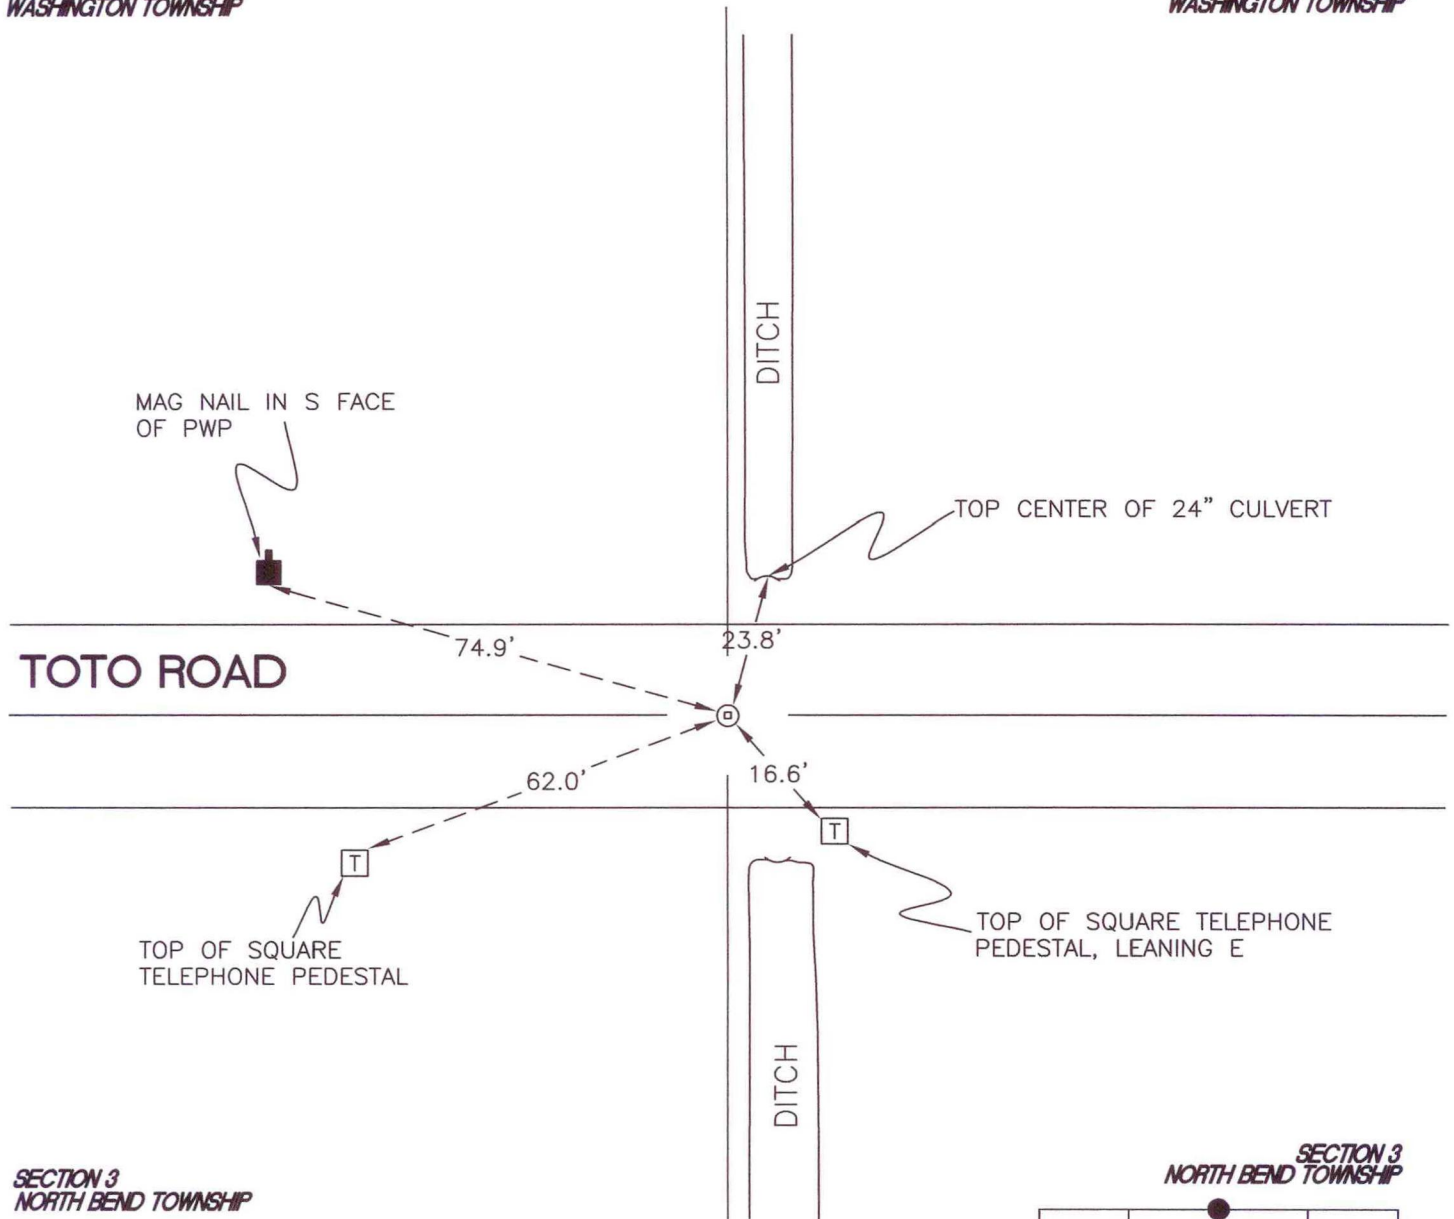 WASHINGTON TOWNSHIP
WASHINGTON TOWNSHIP
DITCH
MAG NAIL IN S FACE
OF PWP
TOP CENTER OF 24" CULVERT
74.9'
23.8'
TOTO ROAD
62.0'
16.6'
T
T
TOP OF SQUARE
TELEPHONE PEDESTAL
TOP OF SQUARE TELEPHONE
PEDESTAL, LEANING E
DITCH
SECTION 3
NORTH BEND TOWNSHIP
SECTION 3
NORTH BEND TOWNSHIP